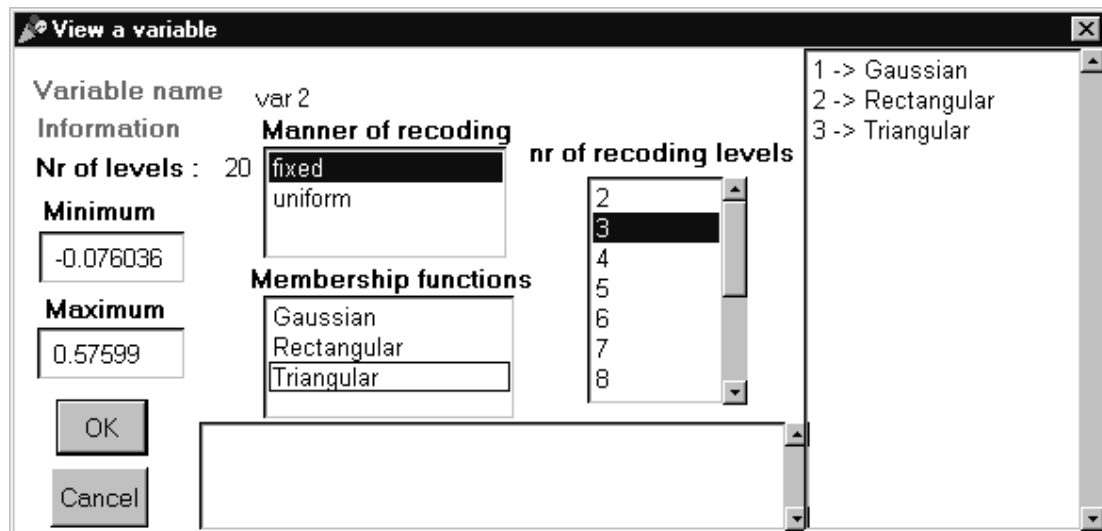 View a variable
Variable name var 2
Information
Nr of levels : 20
Minimum
-0.076036
Maximum
0.57599
OK
Cancel
Manner of recoding
fixed
uniform
Membership functions
Gaussian
Rectangular
Triangular
nr of recoding levels
2
3
4
5
6
7
8
1 -> Gaussian
2 -> Rectangular
3 -> Triangular